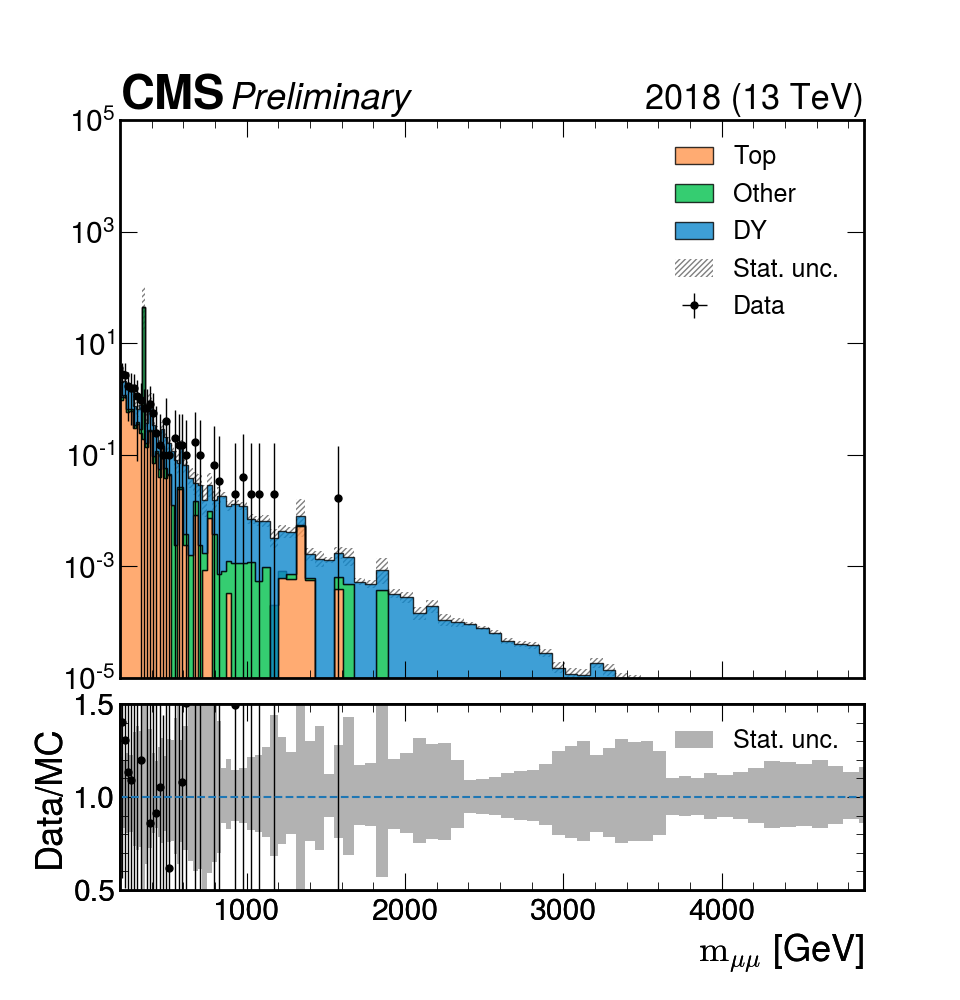 CMS Preliminary 2018 (13 TeV)
10^5
Top
Other
10^3
DY
Stat. unc.
Data
10^1
10^-1
10^-3
10^-5
1.5
Stat. unc.
Data/MC
1.0
0.5
1000 2000 3000 4000
m_μμ [GeV]